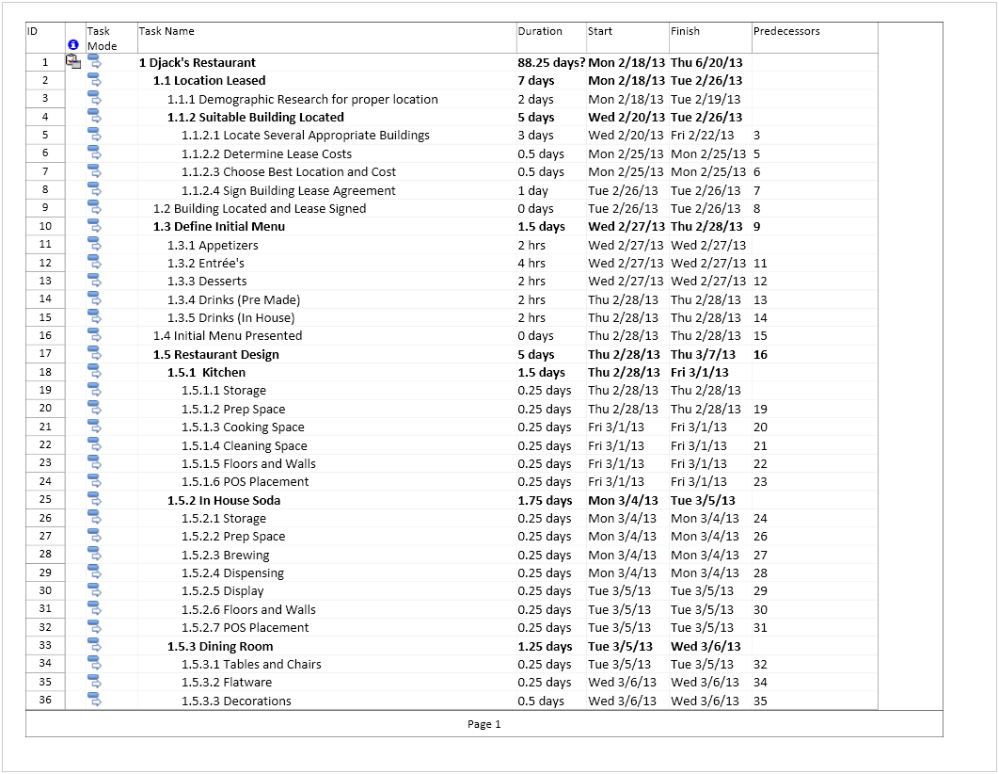 ID Task Mode Task Name Duration Start Finish Predecessors
1 1 Djack's Restaurant 88.25 days? Mon 2/18/13 Thu 6/20/13
2 1.1 Location Leased 7 days Mon 2/18/13 Tue 2/26/13
3 1.1.1 Demographic Research for proper location 2 days Mon 2/18/13 Tue 2/19/13
4 1.1.2 Suitable Building Located 5 days Wed 2/20/13 Tue 2/26/13
5 1.1.2.1 Locate Several Appropriate Buildings 3 days Wed 2/20/13 Fri 2/22/13 3
6 1.1.2.2 Determine Lease Costs 0.5 days Mon 2/25/13 Mon 2/25/13 5
7 1.1.2.3 Choose Best Location and Cost 0.5 days Mon 2/25/13 Mon 2/25/13 6
8 1.1.2.4 Sign Building Lease Agreement 1 day Tue 2/26/13 Tue 2/26/13 7
9 1.2 Building Located and Lease Signed 0 days Tue 2/26/13 Tue 2/26/13 8
10 1.3 Define Initial Menu 1.5 days Wed 2/27/13 Thu 2/28/13 9
11 1.3.1 Appetizers 2 hrs Wed 2/27/13 Wed 2/27/13
12 1.3.2 Entrée's 4 hrs Wed 2/27/13 Wed 2/27/13 11
13 1.3.3 Desserts 2 hrs Wed 2/27/13 Wed 2/27/13 12
14 1.3.4 Drinks (Pre Made) 2 hrs Thu 2/28/13 Thu 2/28/13 13
15 1.3.5 Drinks (In House) 2 hrs Thu 2/28/13 Thu 2/28/13 14
16 1.4 Initial Menu Presented 0 days Thu 2/28/13 Thu 2/28/13 15
17 1.5 Restaurant Design 5 days Thu 2/28/13 Thu 3/7/13 16
18 1.5.1 Kitchen 1.5 days Thu 2/28/13 Fri 3/1/13
19 1.5.1.1 Storage 0.25 days Thu 2/28/13 Thu 2/28/13
20 1.5.1.2 Prep Space 0.25 days Thu 2/28/13 Thu 2/28/13 19
21 1.5.1.3 Cooking Space 0.25 days Fri 3/1/13 Fri 3/1/13 20
22 1.5.1.4 Cleaning Space 0.25 days Fri 3/1/13 Fri 3/1/13 21
23 1.5.1.5 Floors and Walls 0.25 days Fri 3/1/13 Fri 3/1/13 22
24 1.5.1.6 POS Placement 0.25 days Fri 3/1/13 Fri 3/1/13 23
25 1.5.2 In House Soda 1.75 days Mon 3/4/13 Tue 3/5/13
26 1.5.2.1 Storage 0.25 days Mon 3/4/13 Mon 3/4/13 24
27 1.5.2.2 Prep Space 0.25 days Mon 3/4/13 Mon 3/4/13 26
28 1.5.2.3 Brewing 0.25 days Mon 3/4/13 Mon 3/4/13 27
29 1.5.2.4 Dispensing 0.25 days Mon 3/4/13 Mon 3/4/13 28
30 1.5.2.5 Display 0.25 days Tue 3/5/13 Tue 3/5/13 29
31 1.5.2.6 Floors and Walls 0.25 days Tue 3/5/13 Tue 3/5/13 30
32 1.5.2.7 POS Placement 0.25 days Tue 3/5/13 Tue 3/5/13 31
33 1.5.3 Dining Room 1.25 days Tue 3/5/13 Wed 3/6/13
34 1.5.3.1 Tables and Chairs 0.25 days Tue 3/5/13 Tue 3/5/13 32
35 1.5.3.2 Flatware 0.25 days Wed 3/6/13 Wed 3/6/13 34
36 1.5.3.3 Decorations 0.5 days Wed 3/6/13 Wed 3/6/13 35
Page 1